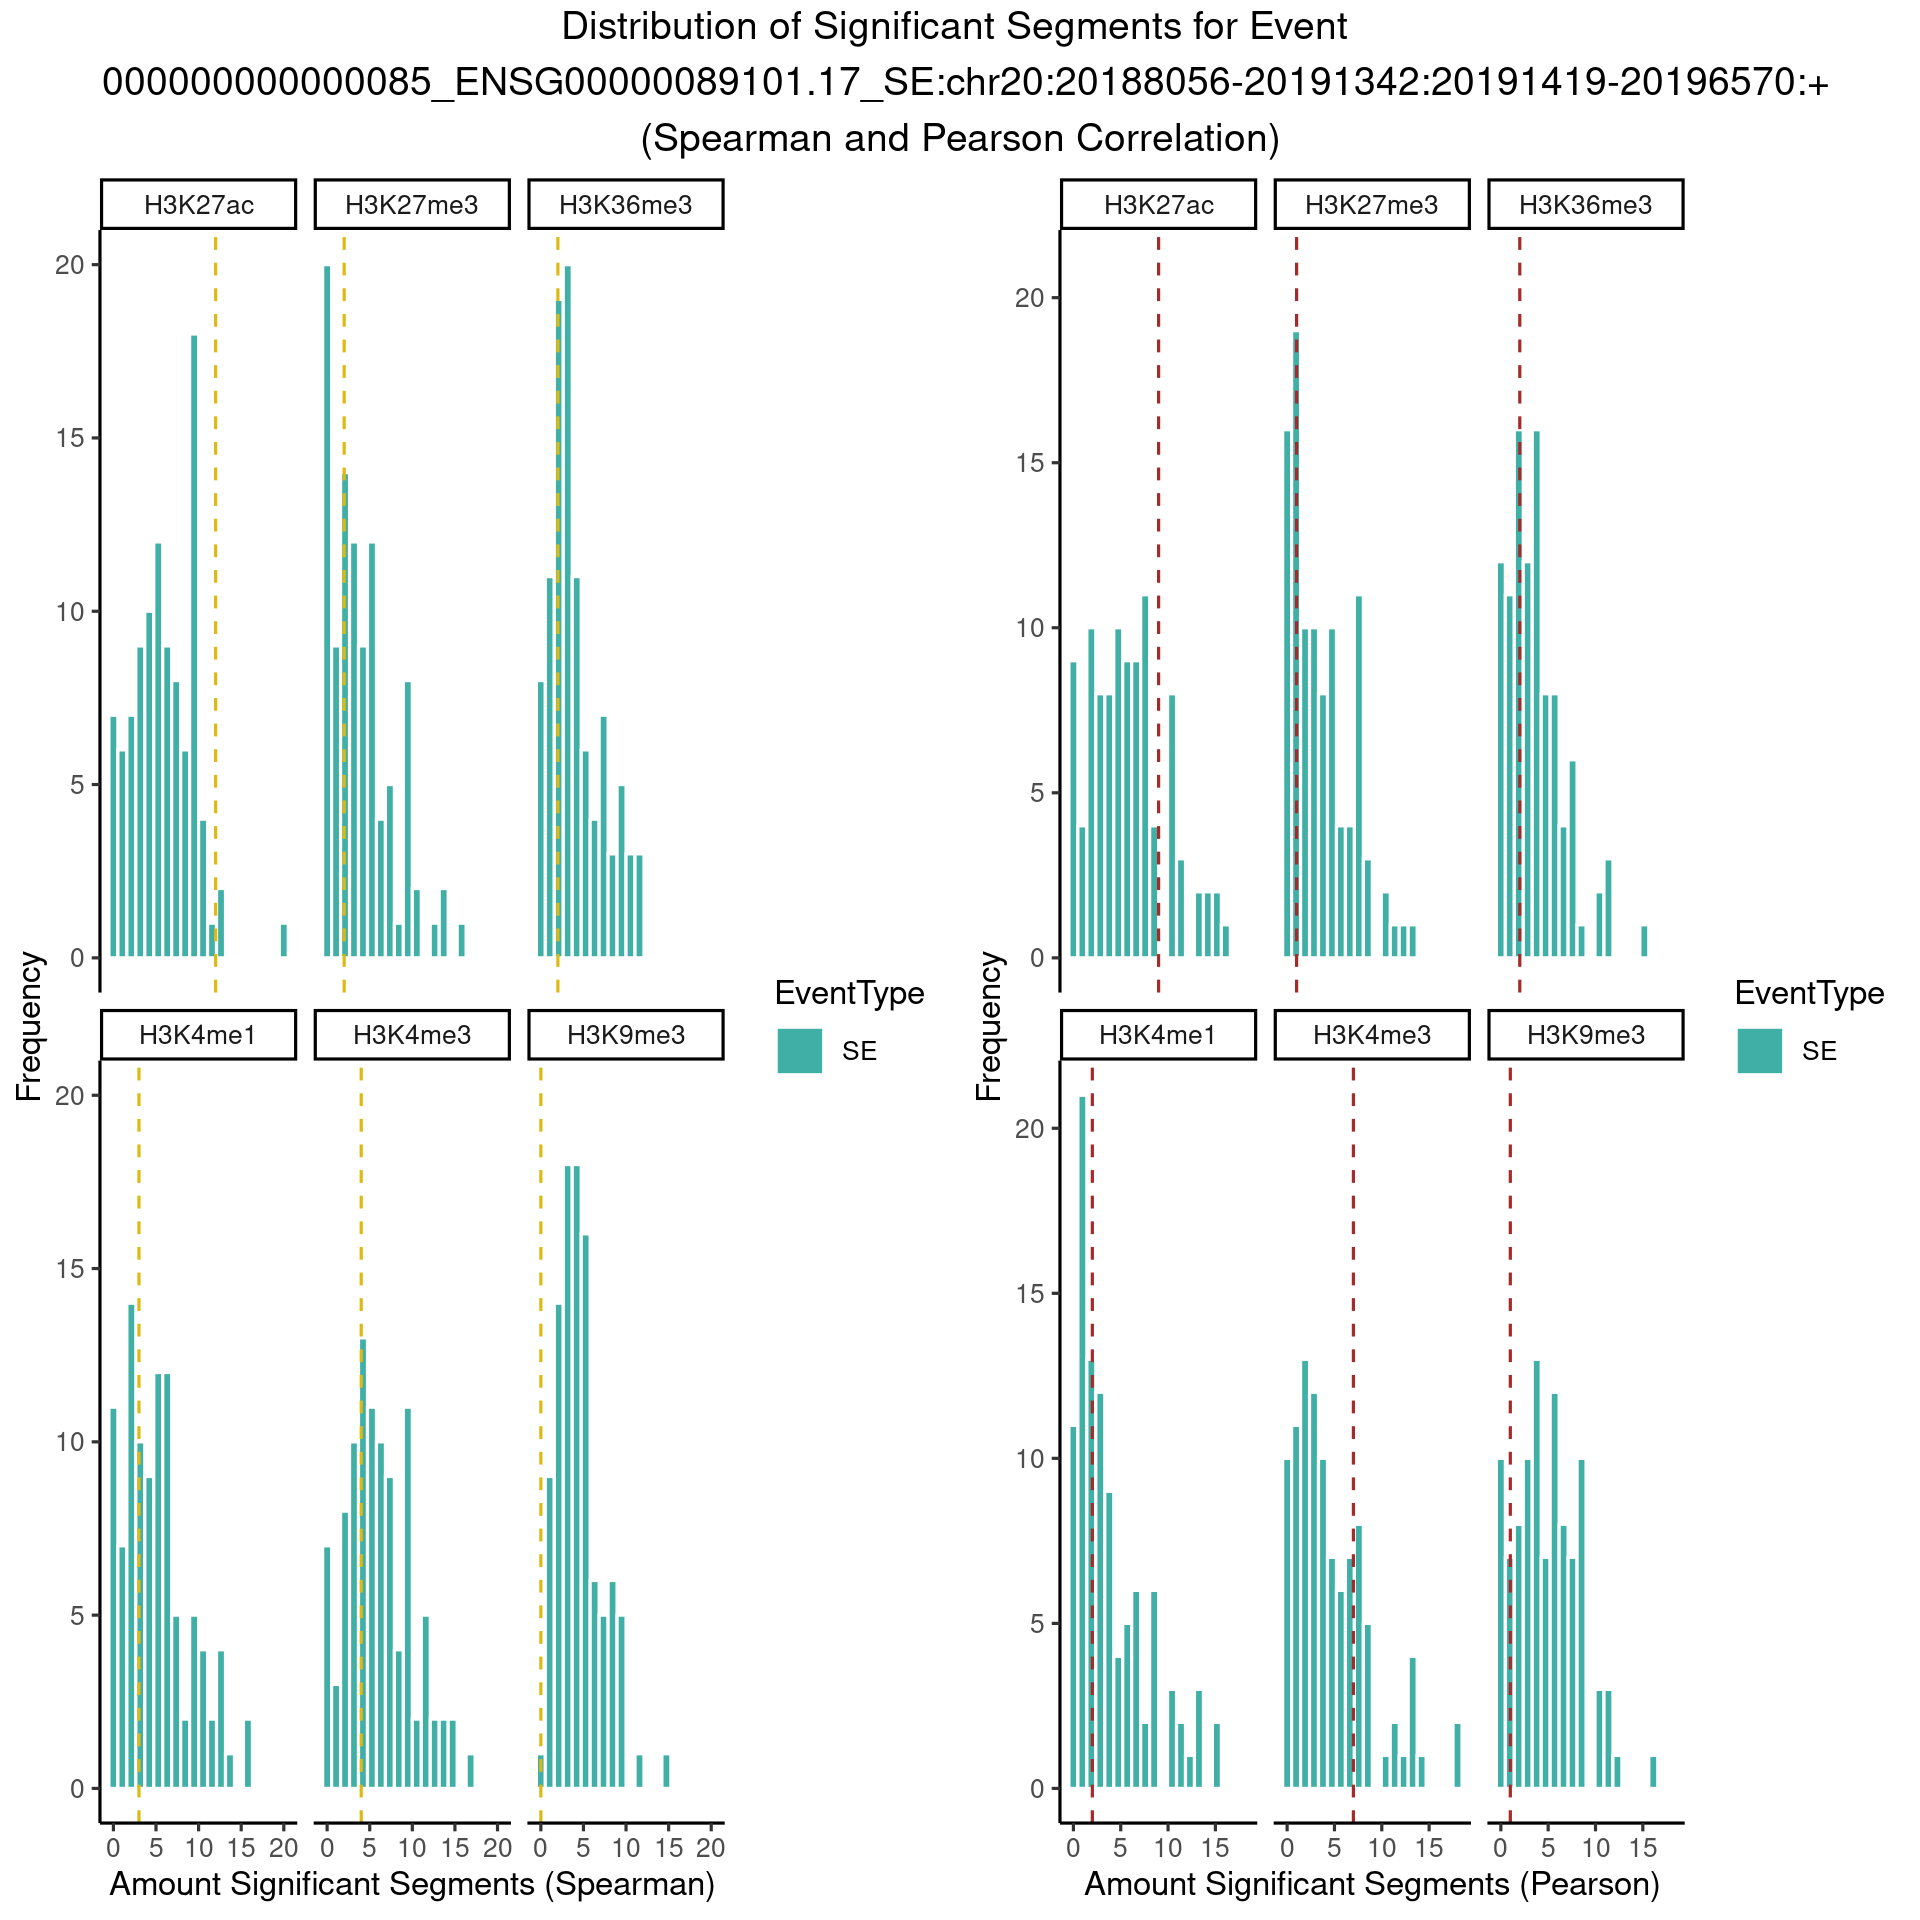 Distribution of Significant Segments for Event
000000000000085_ENSG00000089101.17_SE:chr20:20188056-20191342:20191419-20196570:+
(Spearman and Pearson Correlation)
H3K27ac H3K27me3 H3K36me3
20
15
10
5
0
H3K4me1 H3K4me3 H3K9me3
20
15
10
5
0
0 5 10 15 20 0 5 10 15 20 0 5 10 15 20
Frequency
Amount Significant Segments (Spearman)
EventType
SE
H3K27ac H3K27me3 H3K36me3
20
15
10
5
0
H3K4me1 H3K4me3 H3K9me3
20
15
10
5
0
0 5 10 15 0 5 10 15 0 5 10 15
Frequency
Amount Significant Segments (Pearson)
EventType
SE